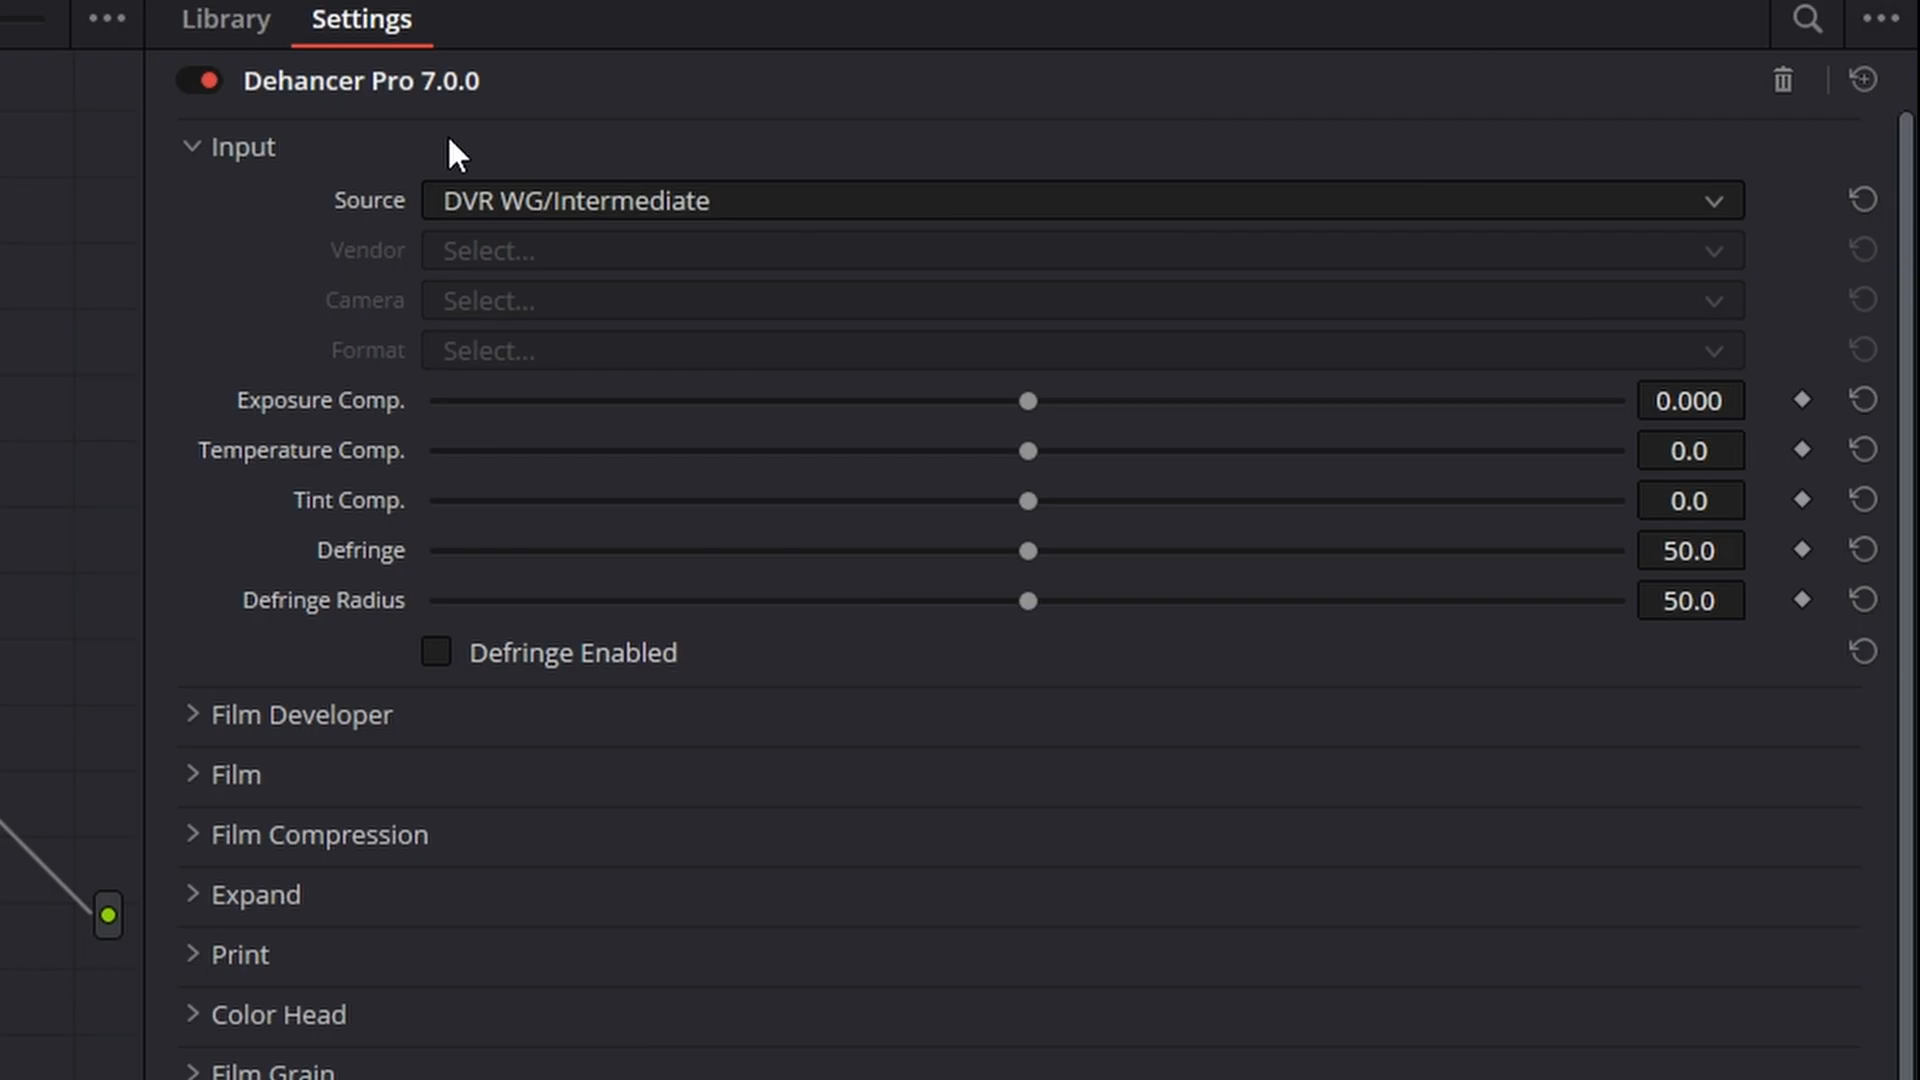 Library Settings
Dehancer Pro 7.0.0
Input
Source DVR WG/Intermediate
Vendor Select...
Camera Select...
Format Select...
Exposure Comp. 0.000
Temperature Comp. 0.0
Tint Comp. 0.0
Defringe 50.0
Defringe Radius 50.0
Defringe Enabled
Film Developer
Film
Film Compression
Expand
Print
Color Head
Film Grain